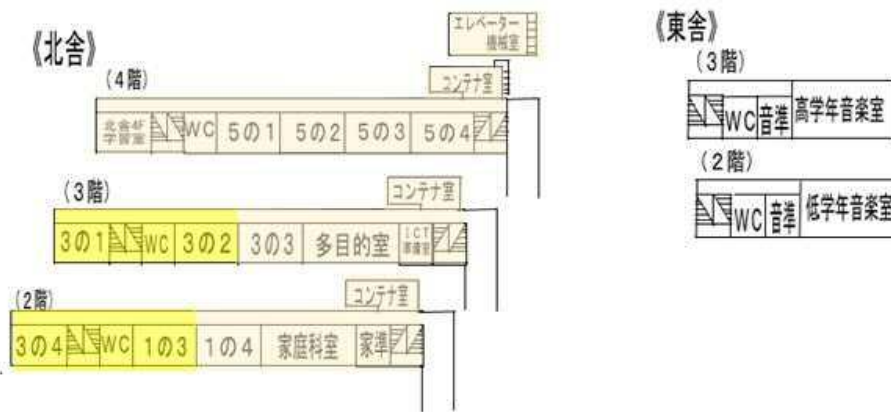 《北舎》
エレベーター
機械室
(4階)
コンテナ室
北舎4F
学習室
WC
5の1
5の2
5の3
5の4
(3階)
コンテナ室
3の1
WC
3の2
3の3
多目的室
ICT
準備室
(2階)
コンテナ室
3の4
WC
1の3
1の4
家庭科室
家準
《東舎》
(3階)
WC
音準
高学年音楽室
(2階)
WC
音準
低学年音楽室